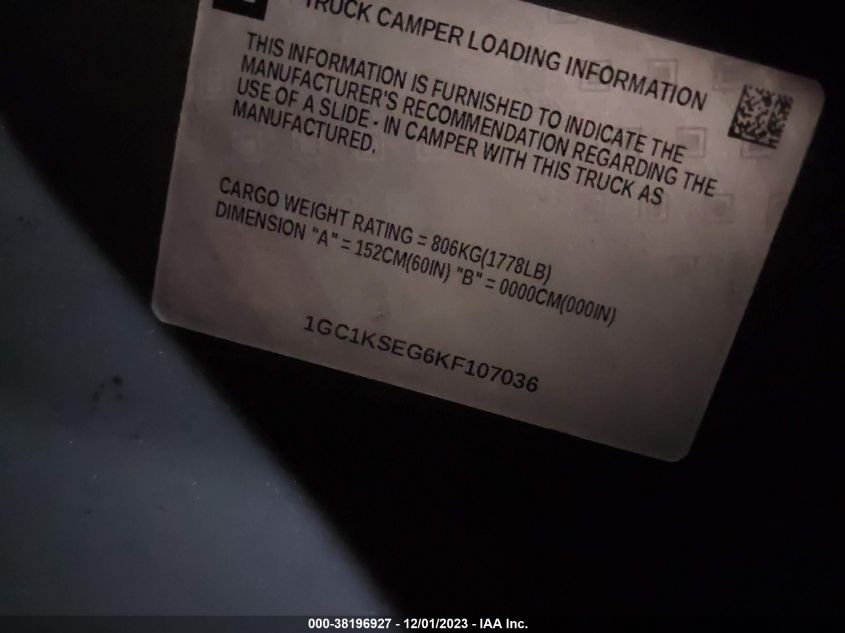 TRUCK CAMPER LOADING INFORMATION
THIS INFORMATION IS FURNISHED TO INDICATE THE
MANUFACTURER'S RECOMMENDATION REGARDING THE
USE OF A SLIDE - IN CAMPER WITH THIS TRUCK AS
MANUFACTURED.
CARGO WEIGHT RATING = 806KG(1778LB)
DIMENSION "A" = 152CM(60IN) "B" = 0000CM(000IN)
1GC1KSEG6KF107036
000-38196927 - 12/01/2023 - IAA Inc.